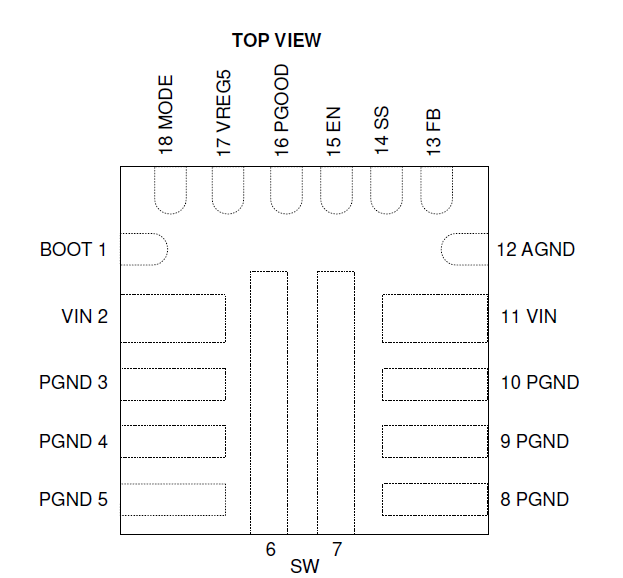 TOP VIEW
18 MODE
17 VREG5
16 PGOOD
15 EN
14 SS
13 FB
BOOT 1
12 AGND
VIN 2
11 VIN
PGND 3
10 PGND
PGND 4
9 PGND
PGND 5
8 PGND
6 7
SW